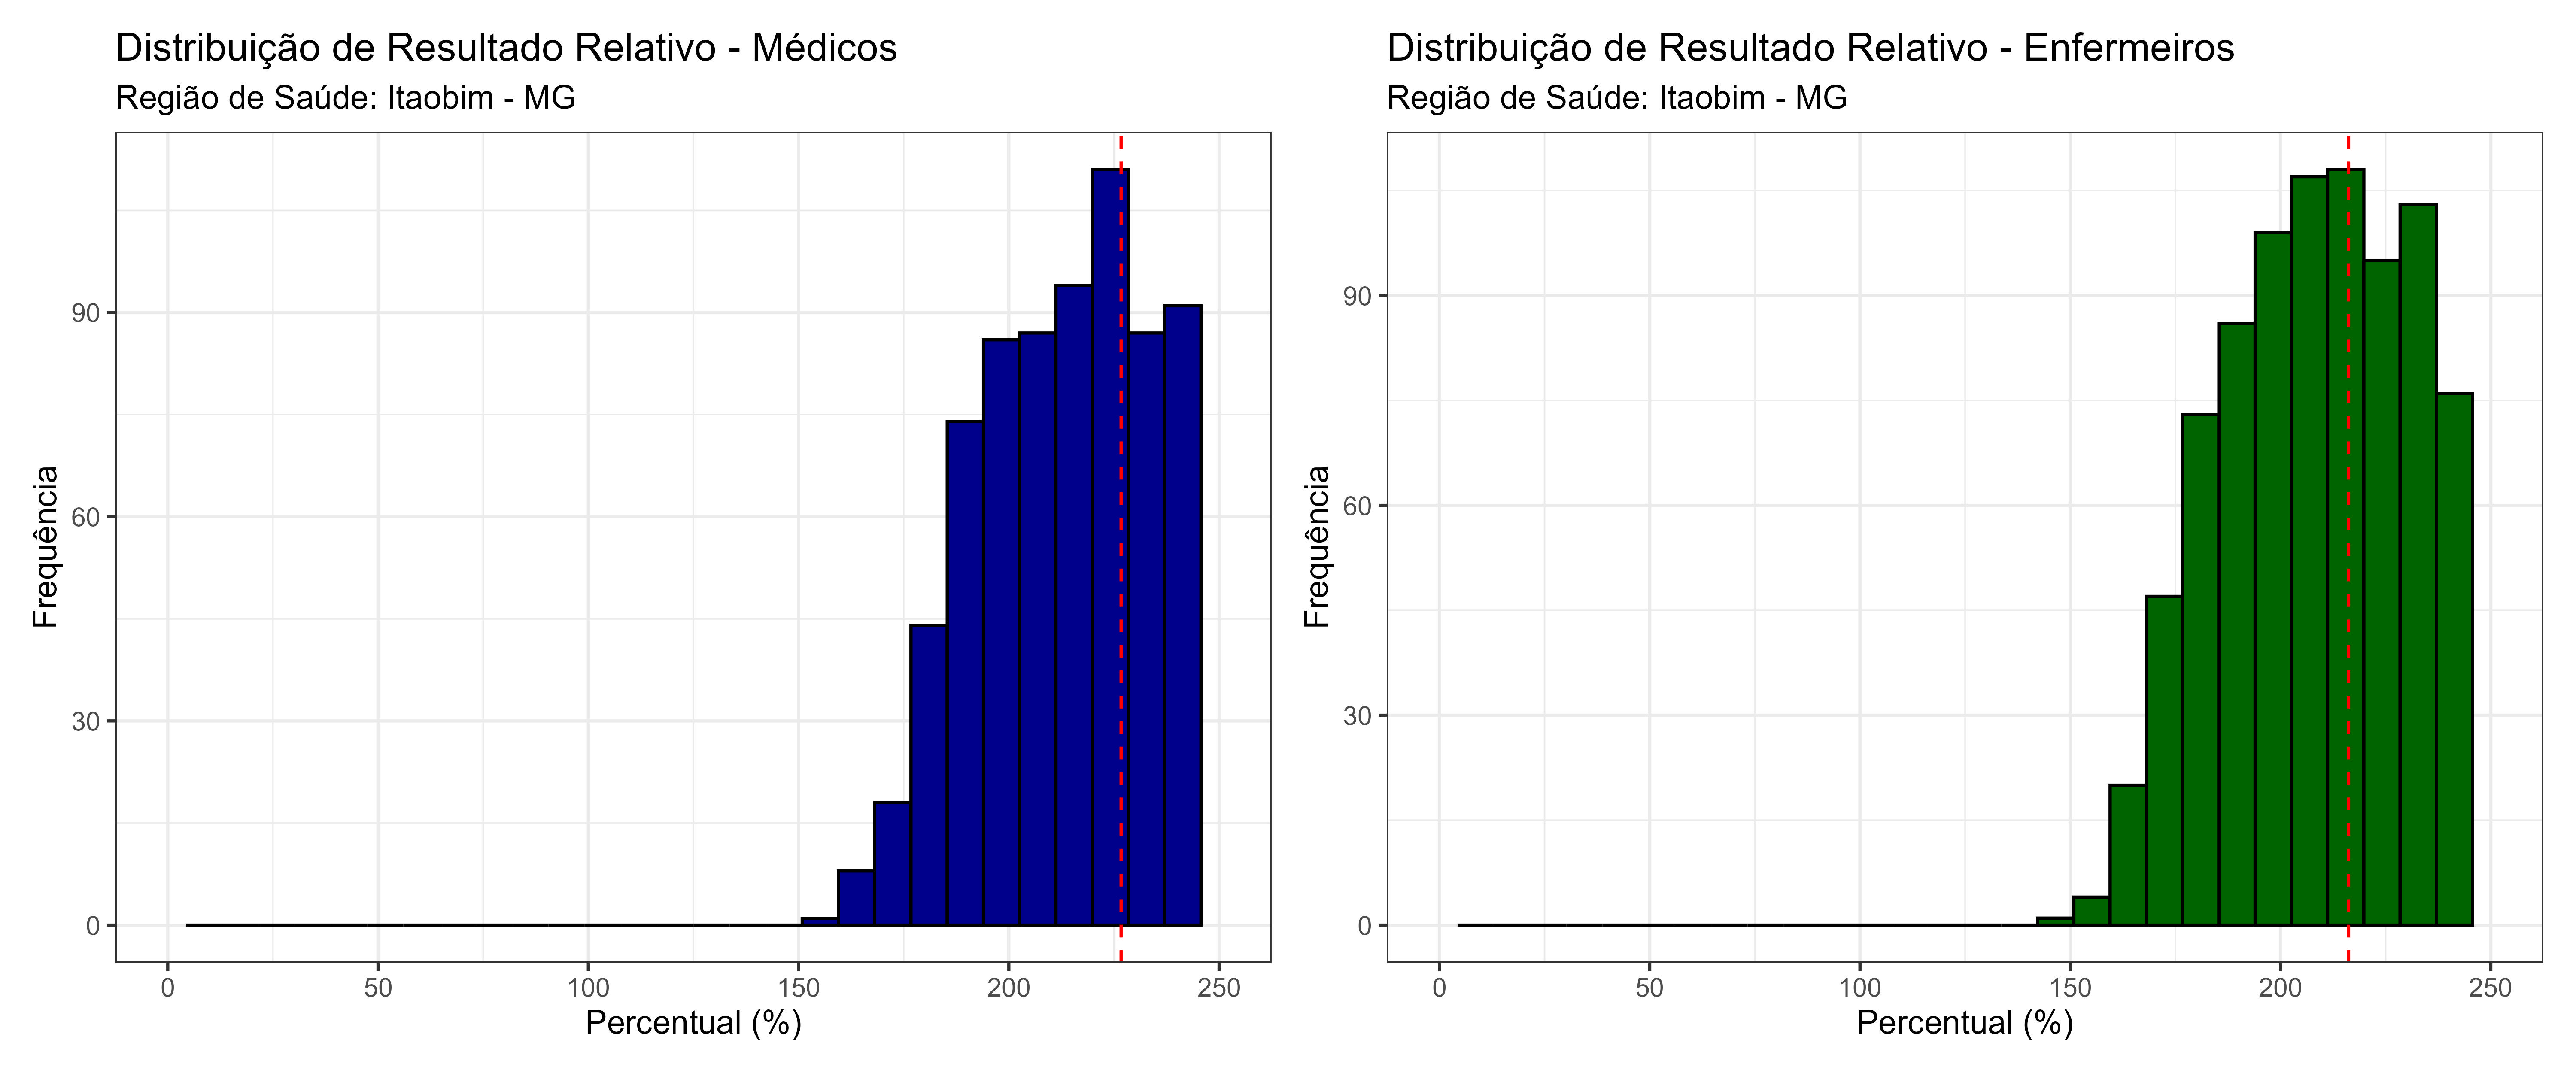 Distribuição de Resultado Relativo - Médicos
Região de Saúde: Itaobim - MG
Frequência
90
60
30
0
0 50 100 150 200 250
Percentual (%)
Distribuição de Resultado Relativo - Enfermeiros
Região de Saúde: Itaobim - MG
Frequência
90
60
30
0
0 50 100 150 200 250
Percentual (%)